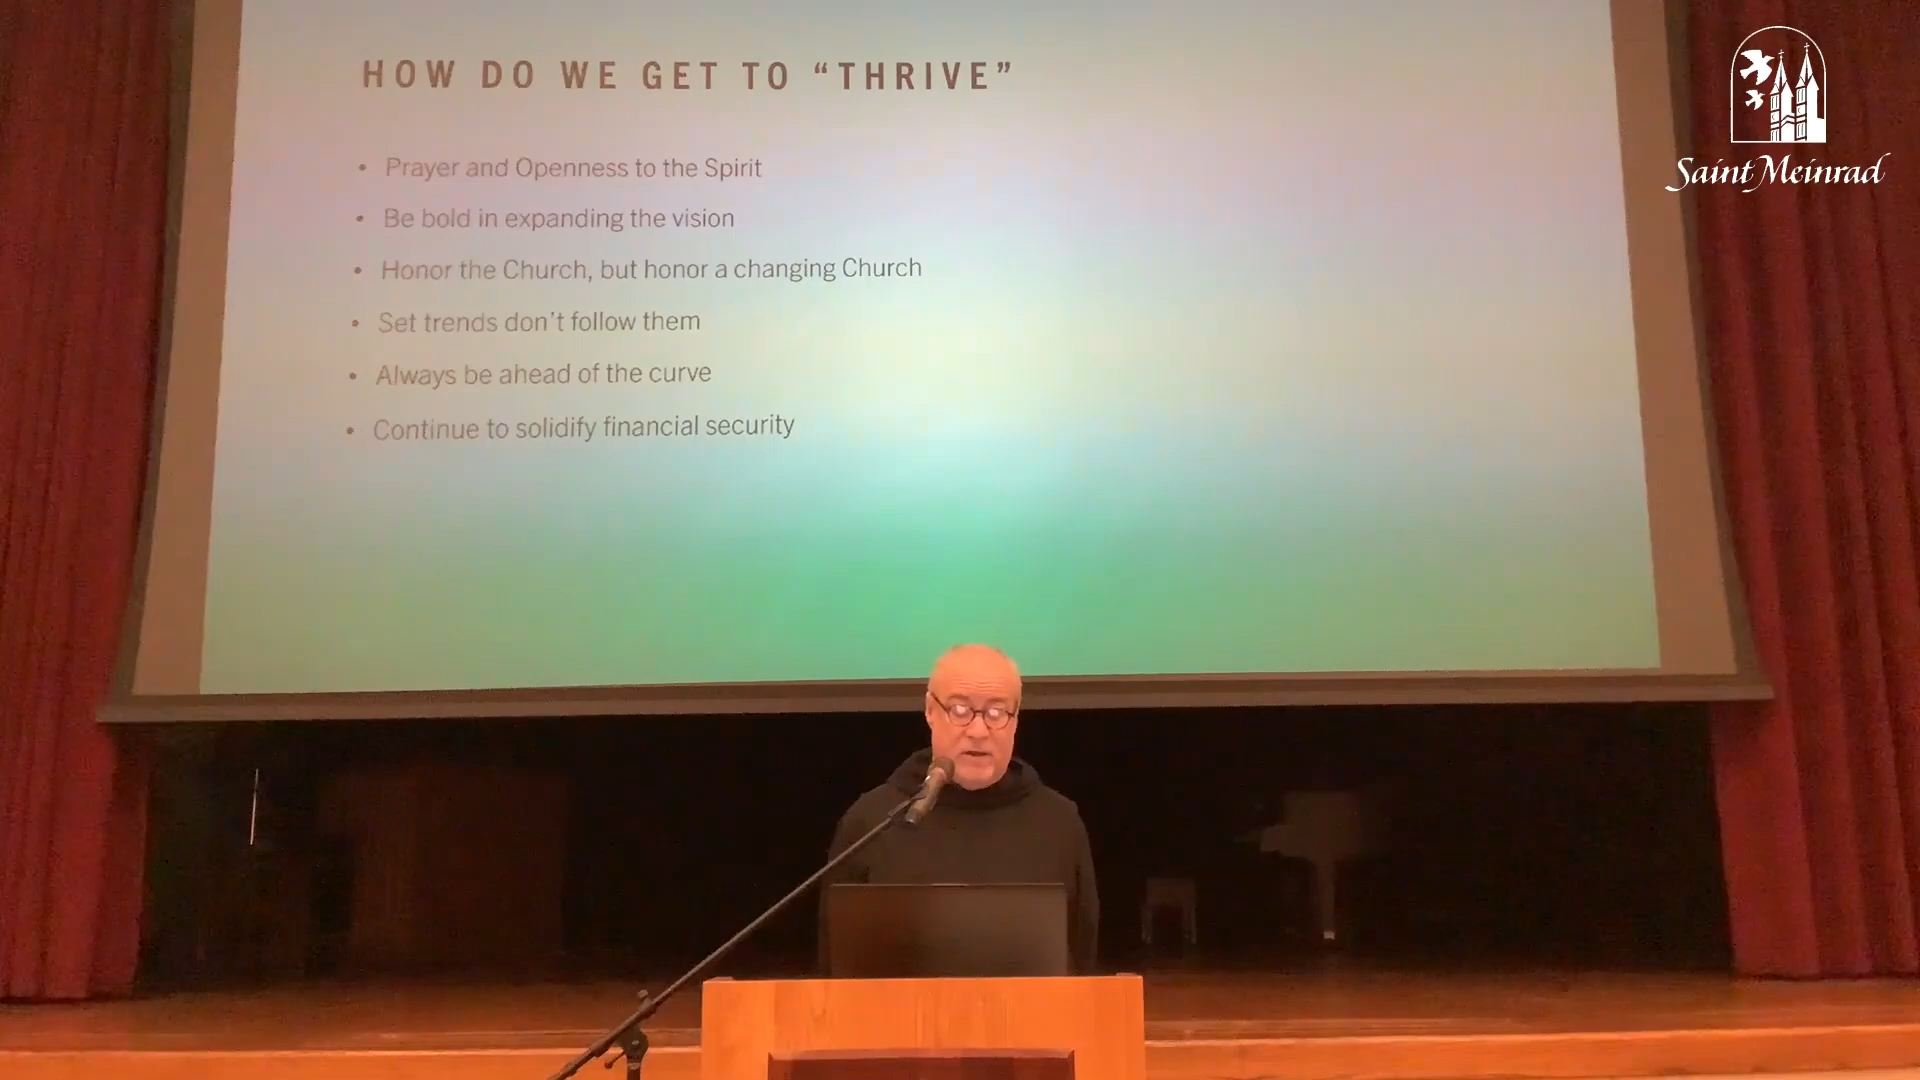 HOW DO WE GET TO “THRIVE”
• Prayer and Openness to the Spirit
• Be bold in expanding the vision
• Honor the Church, but honor a changing Church
• Set trends don’t follow them
• Always be ahead of the curve
• Continue to solidify financial security
Saint Meinrad